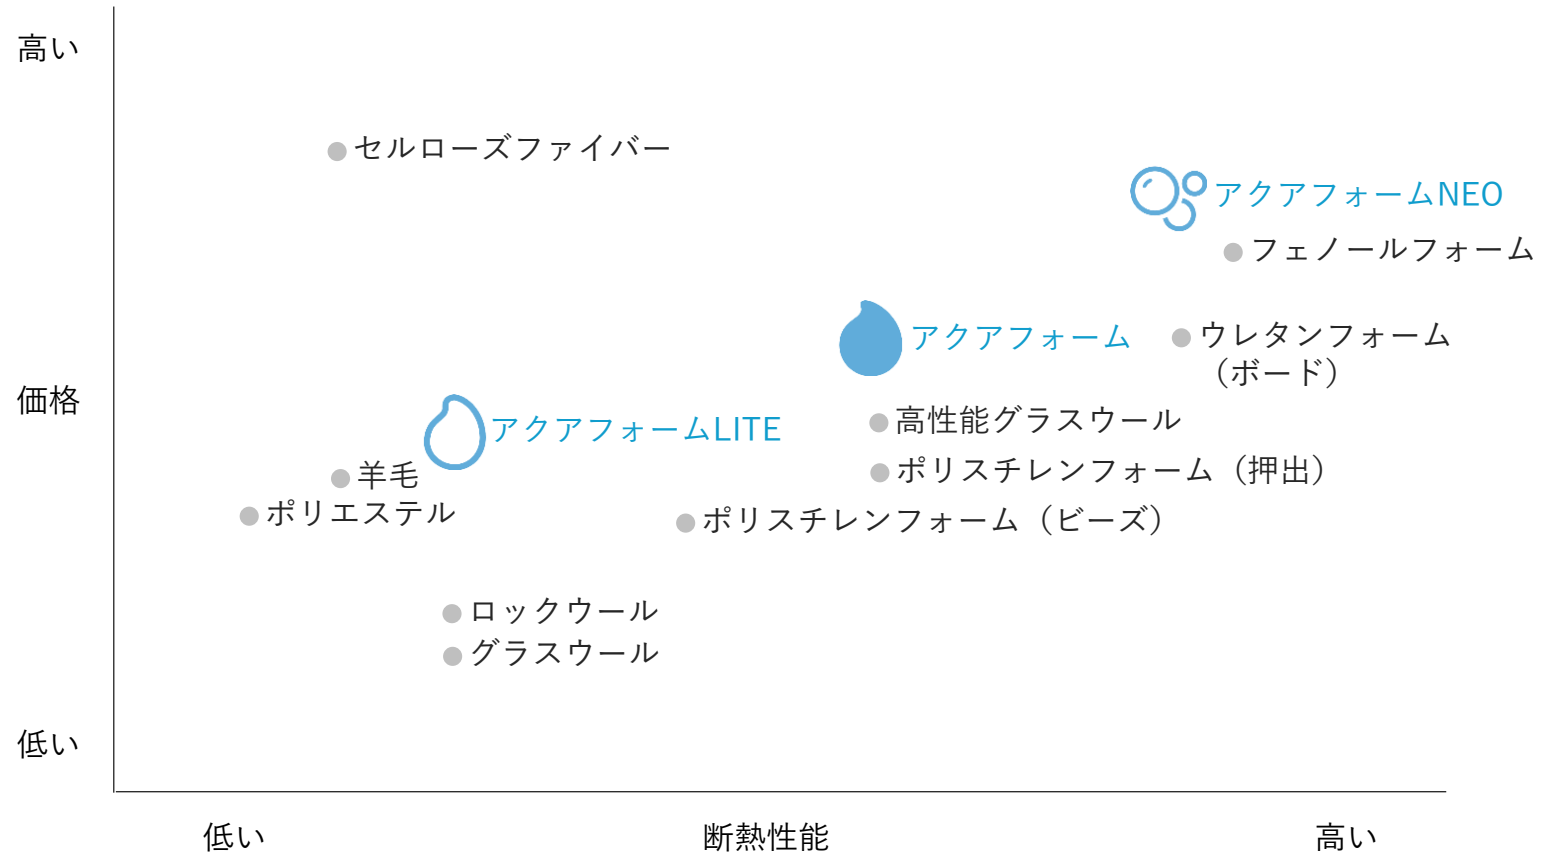 高い
セルローズファイバー
アクアフォームNEO
フェノールフォーム
アクアフォーム
ウレタンフォーム
（ボード）
価格
アクアフォームLITE
高性能グラスウール
羊毛
ポリスチレンフォーム（押出）
ポリエステル
ポリスチレンフォーム（ビーズ）
ロックウール
グラスウール
低い
低い
断熱性能
高い